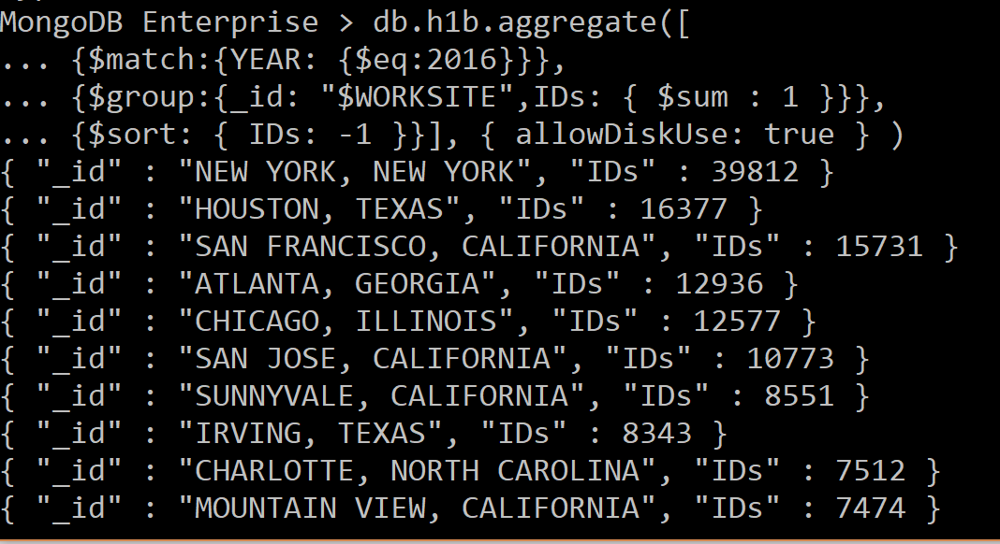 MongoDB Enterprise > db.h1b.aggregate([
... {$match:{YEAR: {$eq:2016}}},
... {$group:{_id: "$WORKSITE",IDs: { $sum : 1 }}},
... {$sort: { IDs: -1 }}], { allowDiskUse: true } )
{ "_id" : "NEW YORK, NEW YORK", "IDs" : 39812 }
{ "_id" : "HOUSTON, TEXAS", "IDs" : 16377 }
{ "_id" : "SAN FRANCISCO, CALIFORNIA", "IDs" : 15731 }
{ "_id" : "ATLANTA, GEORGIA", "IDs" : 12936 }
{ "_id" : "CHICAGO, ILLINOIS", "IDs" : 12577 }
{ "_id" : "SAN JOSE, CALIFORNIA", "IDs" : 10773 }
{ "_id" : "SUNNYVALE, CALIFORNIA", "IDs" : 8551 }
{ "_id" : "IRVING, TEXAS", "IDs" : 8343 }
{ "_id" : "CHARLOTTE, NORTH CAROLINA", "IDs" : 7512 }
{ "_id" : "MOUNTAIN VIEW, CALIFORNIA", "IDs" : 7474 }